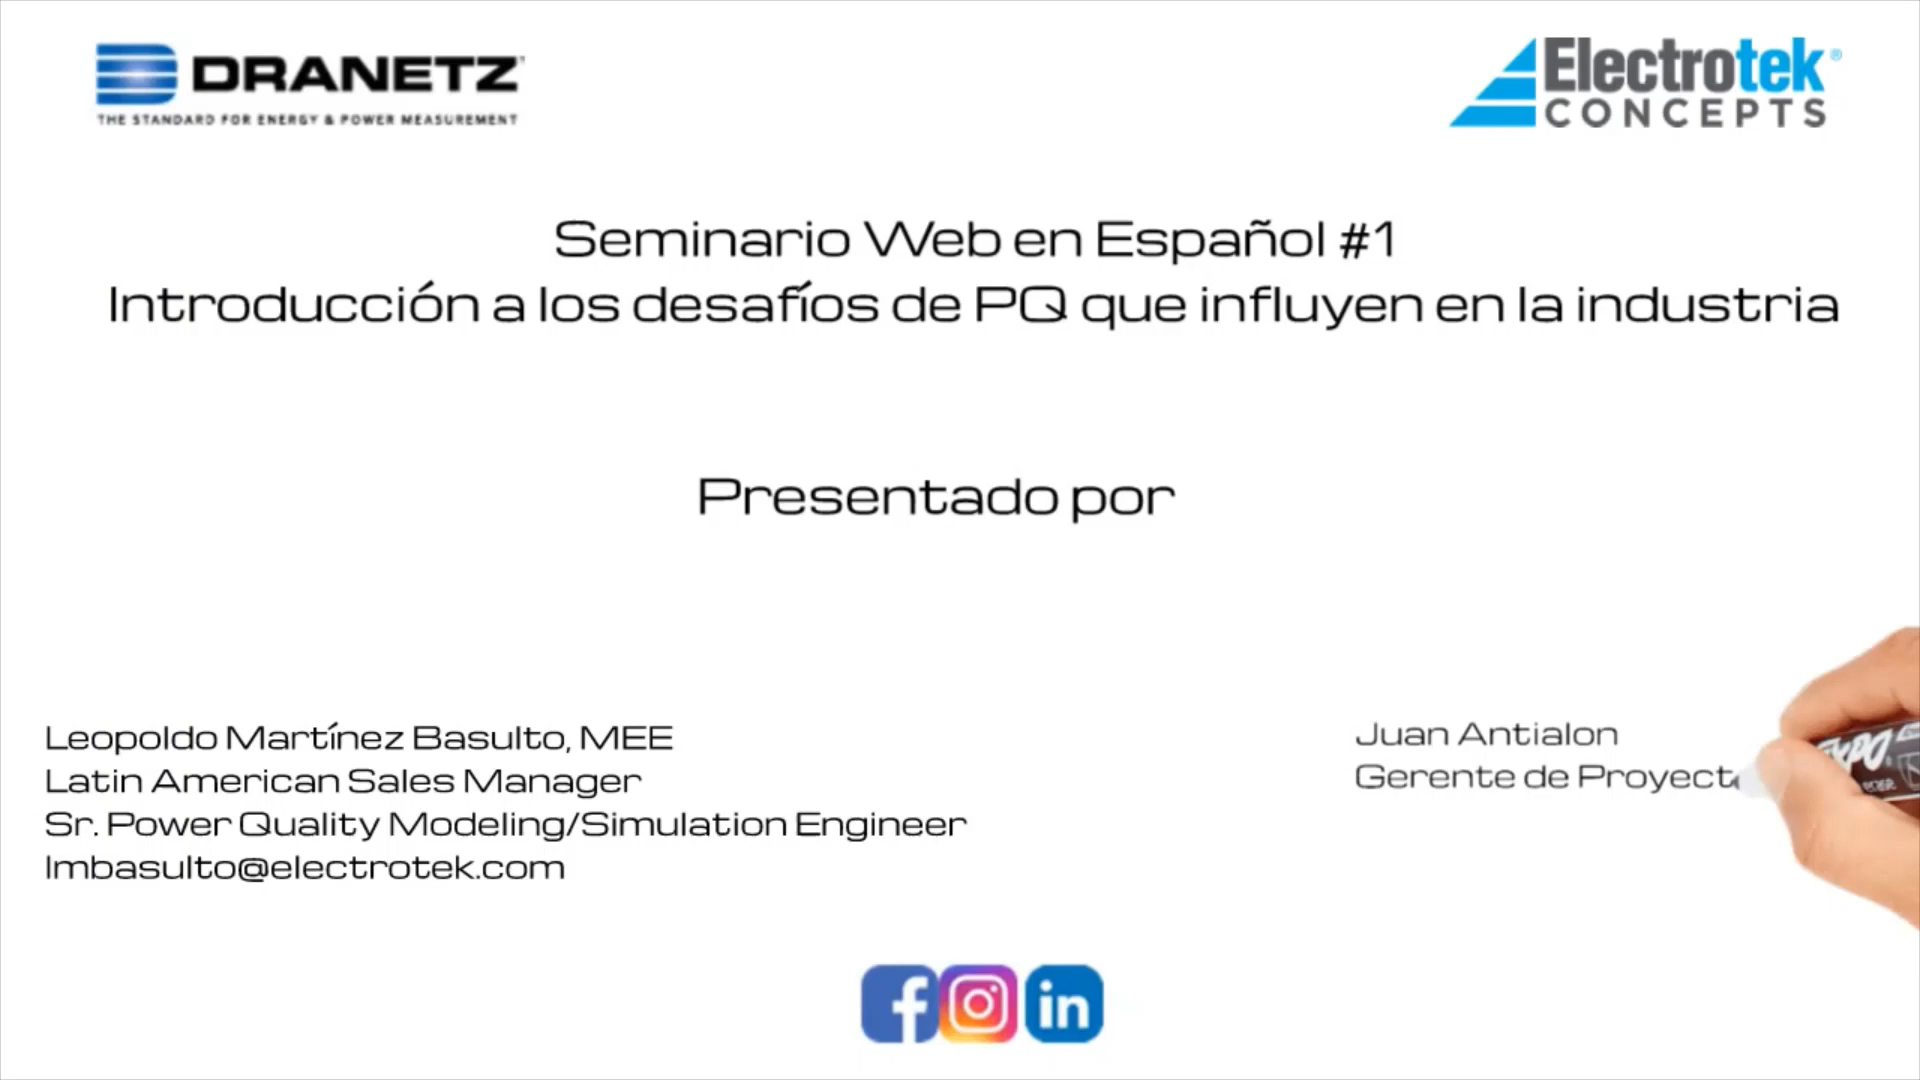 DRANETZ
THE STANDARD FOR ENERGY & POWER MEASUREMENT
Electrotek®
CONCEPTS
Seminario Web en Español #1
Introducción a los desafíos de PQ que influyen en la industria
Presentado por
Leopoldo Martínez Basulto, MEE
Latin American Sales Manager
Sr. Power Quality Modeling/Simulation Engineer
lmbasulto@electrotek.com
Juan Antialon
Gerente de Proyect